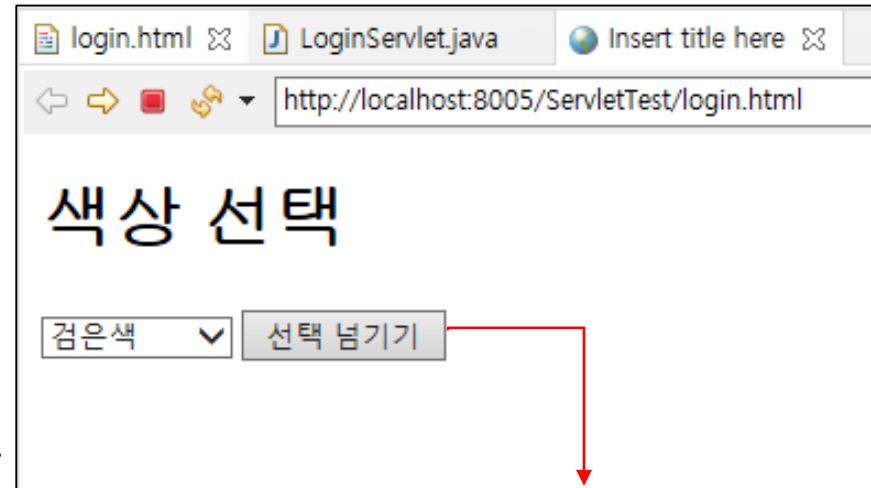 login.html LoginServlet.java Insert title here
http://localhost:8005/ServletTest/login.html
색상 선택
검은색 선택 넘기기